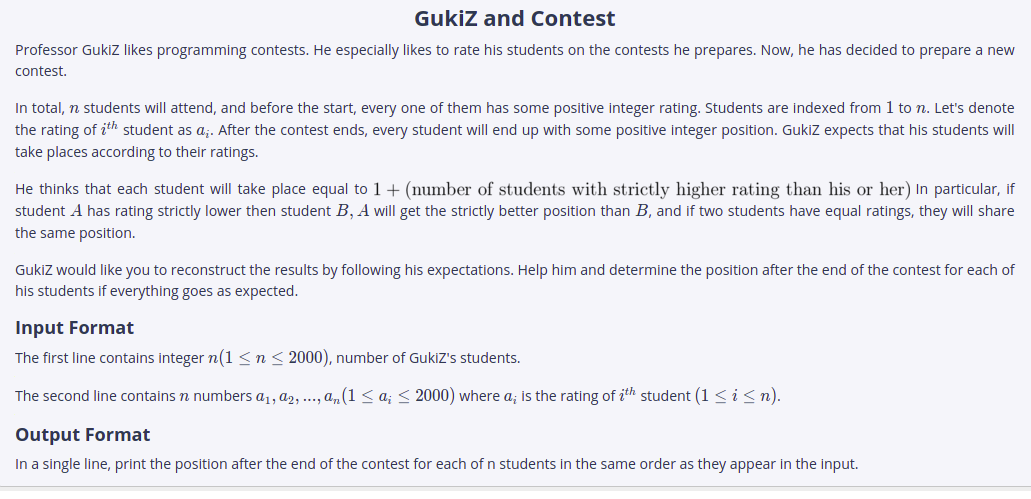 GukiZ and Contest
Professor GukiZ likes programming contests. He especially likes to rate his students on the contests he prepares. Now, he has decided to prepare a new
contest.
In total, n students will attend, and before the start, every one of them has some positive integer rating. Students are indexed from 1 to n. Let's denote
the rating of i^{th} student as a_i. After the contest ends, every student will end up with some positive integer position. GukiZ expects that his students will
take places according to their ratings.
He thinks that each student will take place equal to 1 + (number of students with strictly higher rating than his or her) In particular, if
student A has rating strictly lower then student B, A will get the strictly better position than B, and if two students have equal ratings, they will share
the same position.
GukiZ would like you to reconstruct the results by following his expectations. Help him and determine the position after the end of the contest for each of
his students if everything goes as expected.
Input Format
The first line contains integer n(1 ≤ n ≤ 2000), number of GukiZ's students.
The second line contains n numbers a_1, a_2, ..., a_n(1 ≤ a_i ≤ 2000) where a_i is the rating of i^{th} student (1 ≤ i ≤ n).
Output Format
In a single line, print the position after the end of the contest for each of n students in the same order as they appear in the input.